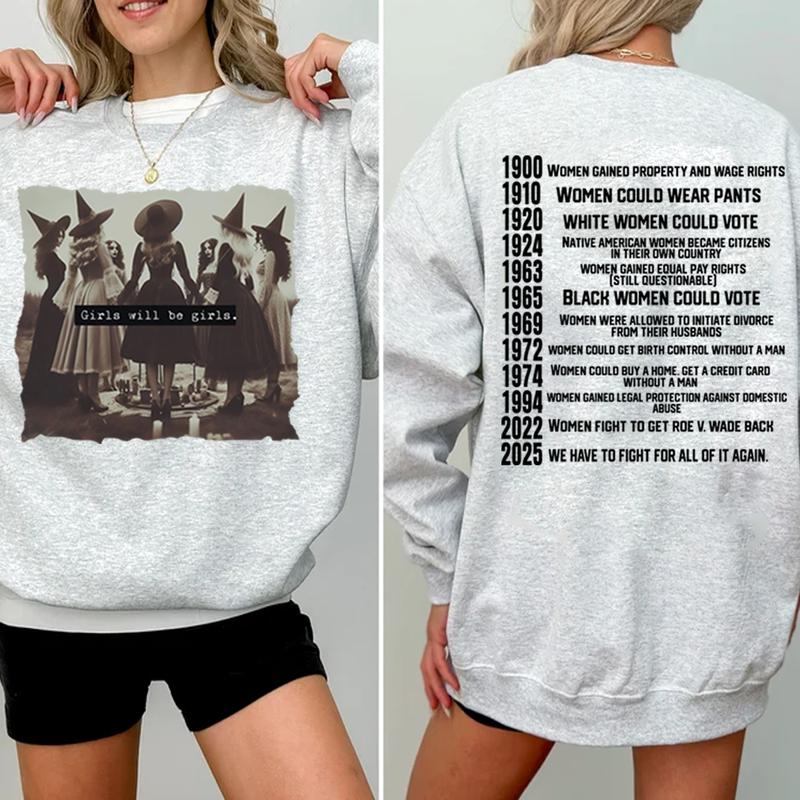 Girls will be girls.
1900 Women gained property and wage rights
1910 Women could wear pants
1920 white women could vote
1924 Native American women became citizens
in their own country
1963 women gained equal pay rights
(still questionable)
1965 Black women could vote
1969 Women were allowed to initiate divorce
from their husbands
1972 women could get birth control without a man
1974 Women could buy a home. get a credit card
without a man
1994 Women gained legal protection against domestic
abuse
2022 Women fight to get Roe v. Wade back
2025 we have to fight for all of it again.